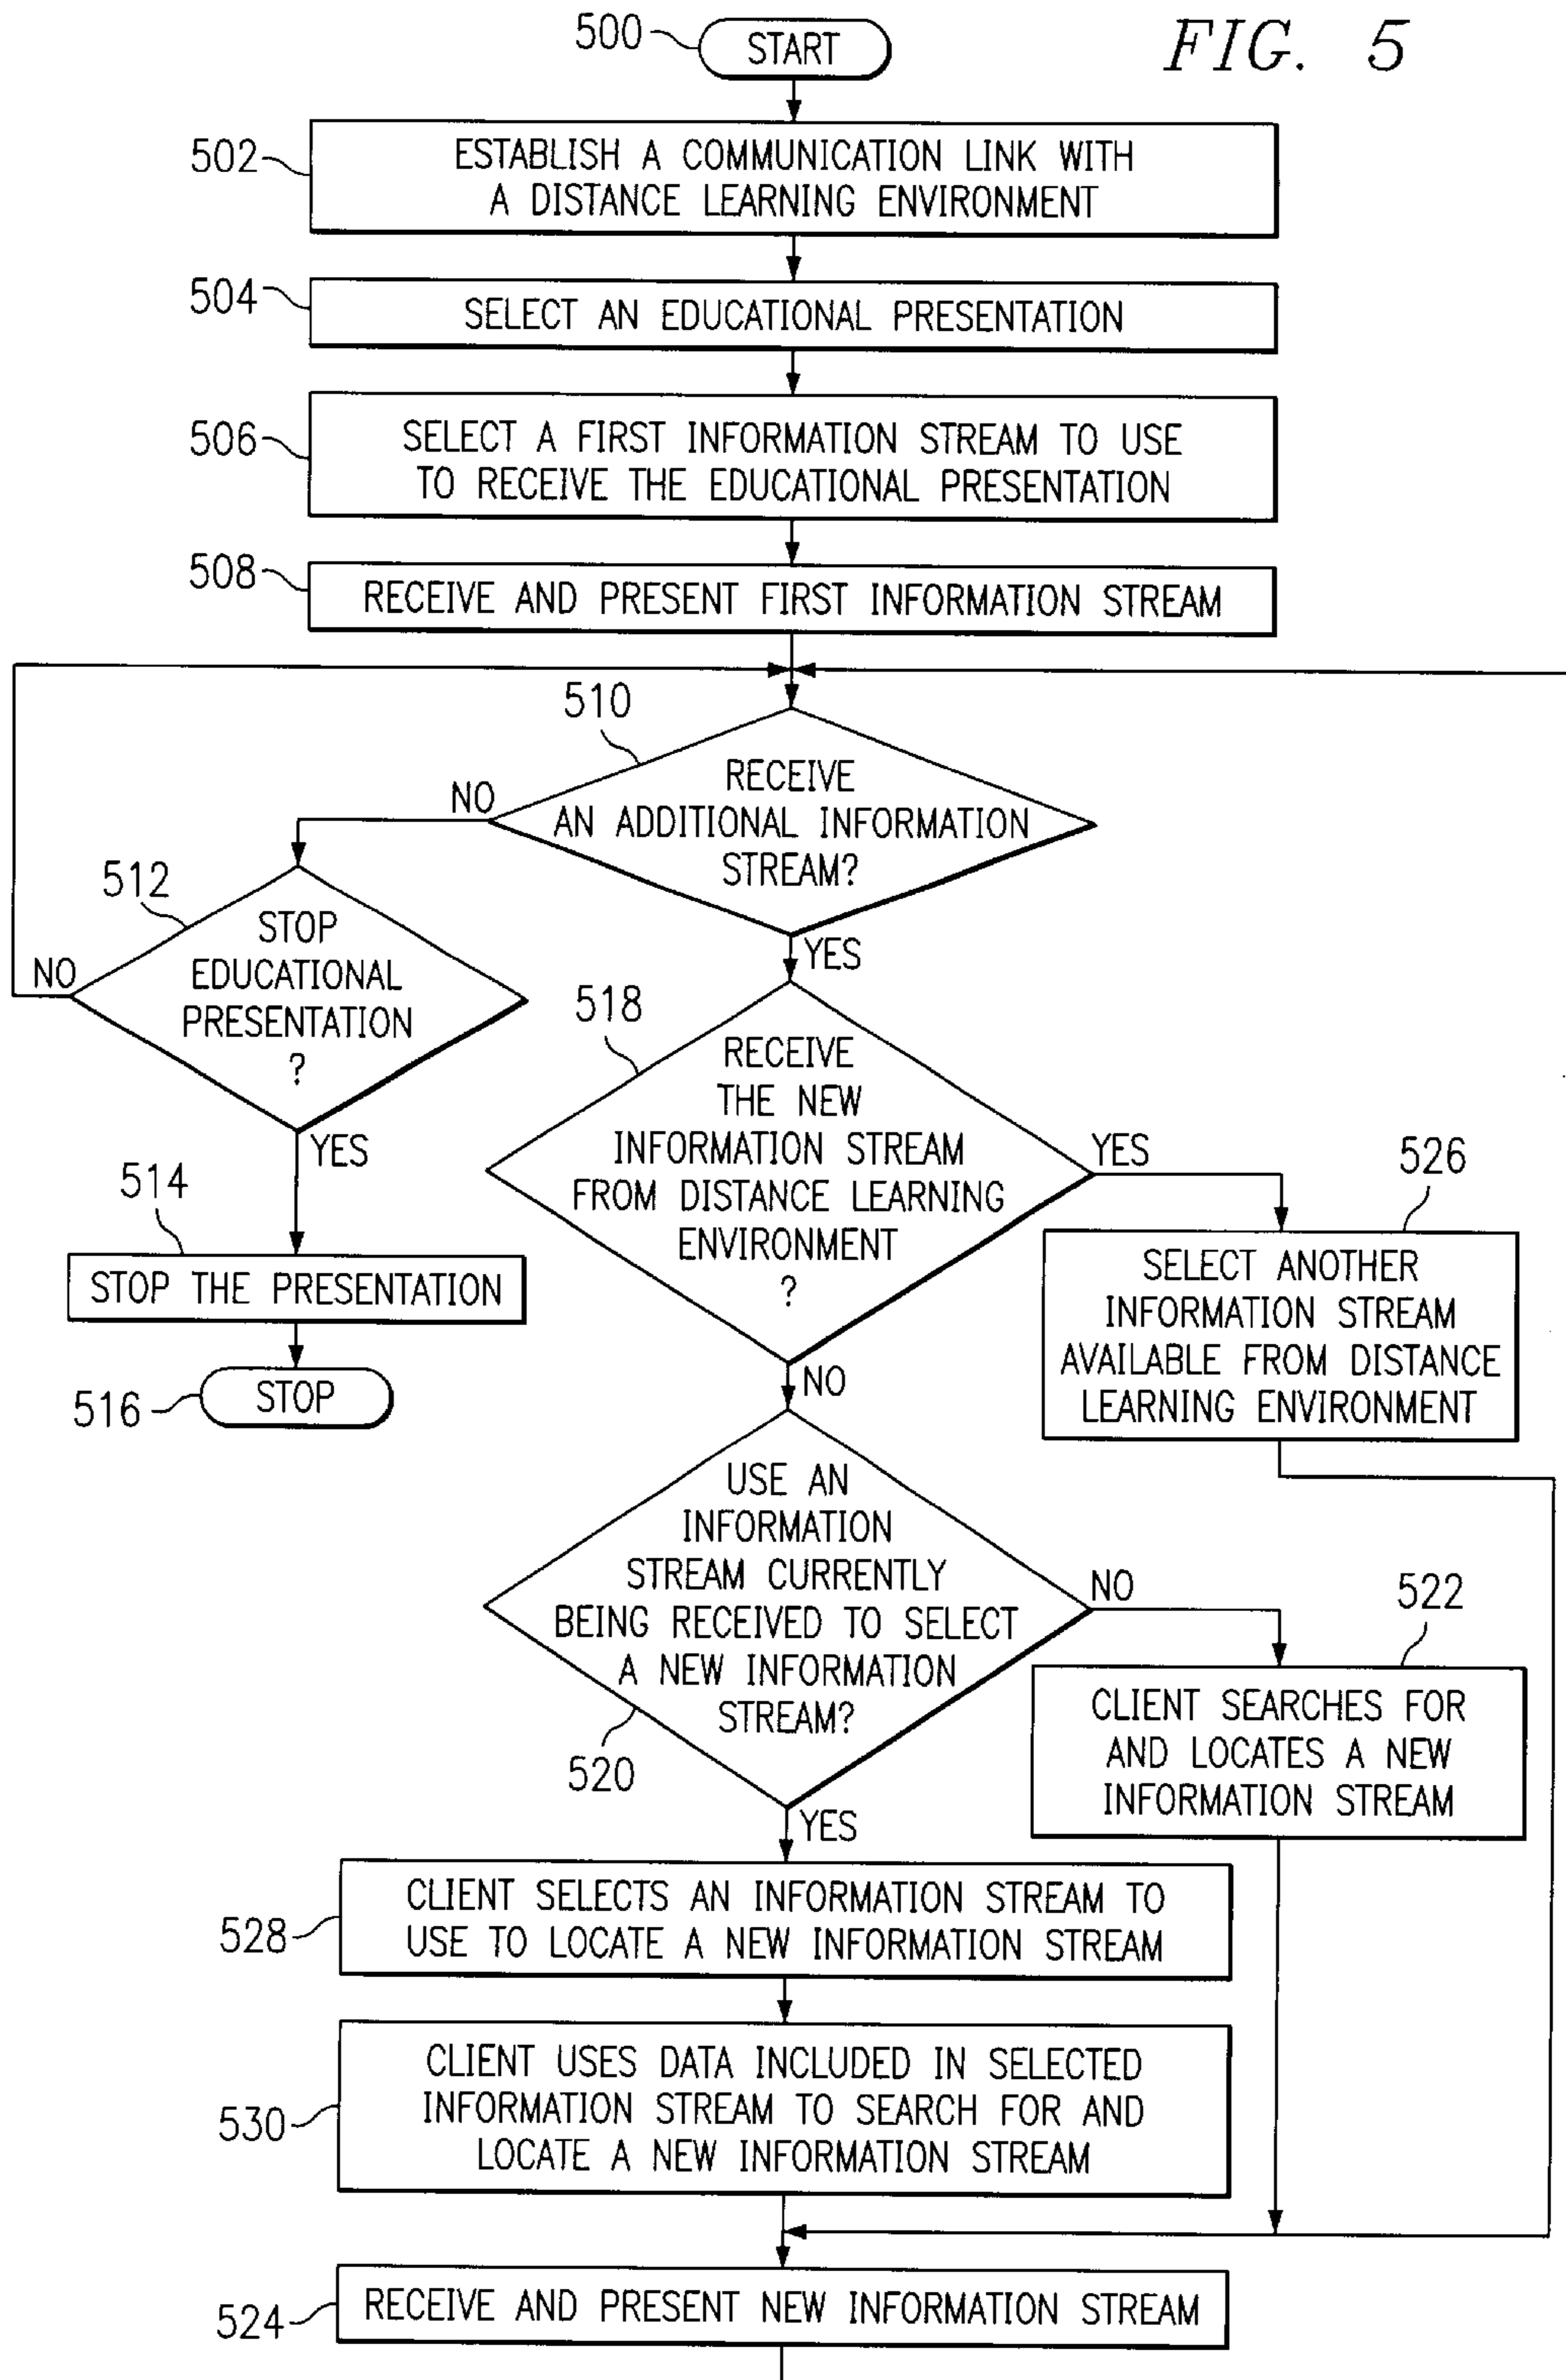 FIG. 5
500
START
502
ESTABLISH A COMMUNICATION LINK WITH
A DISTANCE LEARNING ENVIRONMENT
504
SELECT AN EDUCATIONAL PRESENTATION
506
SELECT A FIRST INFORMATION STREAM TO USE
TO RECEIVE THE EDUCATIONAL PRESENTATION
508
RECEIVE AND PRESENT FIRST INFORMATION STREAM
510
RECEIVE
AN ADDITIONAL INFORMATION
STREAM?
NO
YES
512
STOP
EDUCATIONAL
PRESENTATION
?
NO
YES
514
STOP THE PRESENTATION
516
STOP
518
RECEIVE
THE NEW
INFORMATION STREAM
FROM DISTANCE LEARNING
ENVIRONMENT
?
YES
NO
526
SELECT ANOTHER
INFORMATION STREAM
AVAILABLE FROM DISTANCE
LEARNING ENVIRONMENT
USE AN
INFORMATION
STREAM CURRENTLY
BEING RECEIVED TO SELECT
A NEW INFORMATION
STREAM?
520
NO
YES
522
CLIENT SEARCHES FOR
AND LOCATES A NEW
INFORMATION STREAM
528
CLIENT SELECTS AN INFORMATION STREAM TO
USE TO LOCATE A NEW INFORMATION STREAM
530
CLIENT USES DATA INCLUDED IN SELECTED
INFORMATION STREAM TO SEARCH FOR AND
LOCATE A NEW INFORMATION STREAM
524
RECEIVE AND PRESENT NEW INFORMATION STREAM